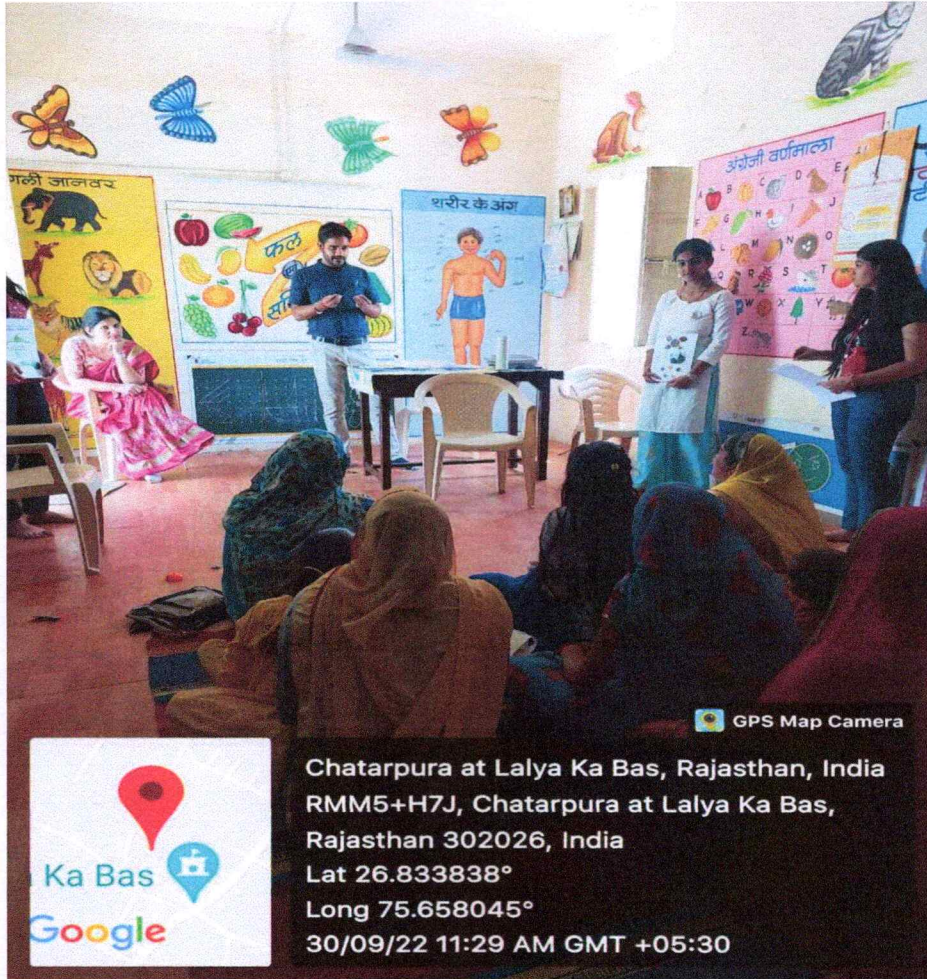 गली जानवर
फल
शरीर के अंग
अंग्रेजी वर्णमाला
A B C D E
F G H I J
K L M N O
Q R S T
W X Y
Z
GPS Map Camera
Chatarpura at Lalya Ka Bas, Rajasthan, India
RMM5+H7J, Chatarpura at Lalya Ka Bas,
Rajasthan 302026, India
Lat 26.833838°
Long 75.658045°
30/09/22 11:29 AM GMT +05:30
Ka Bas
Google